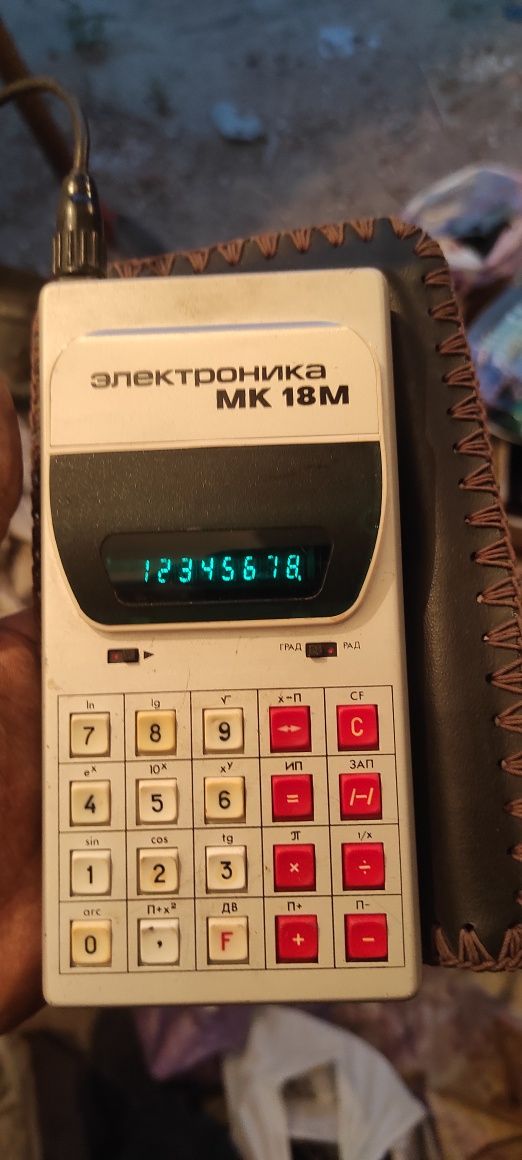 электроника
МК 18М
12345678.
ГРАД РАД
ln lg √ х–П CF
7 8 9 ↔ C
eˣ 10ˣ xʸ ИП ЗАП
4 5 6 = /–/
sin cos tg π 1/x
1 2 3 × ÷
arc П+x² ДВ П+ П–
0 , F + –